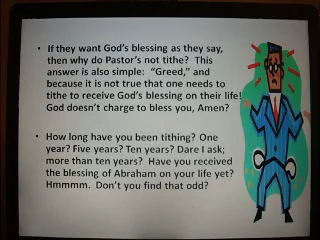 • If they want God's blessing as they say,
then why do Pastor's not tithe?  This
answer is also simple:  "Greed," and
because it is not true that one needs to
tithe to receive God's blessing on their life!
God doesn't charge to bless you, Amen?
• How long have you been tithing?  One
year? Five years? Ten years? Dare I ask;
more than ten years?  Have you received
the blessing of Abraham on your life yet?
Hmmmm.  Don't you find that odd?